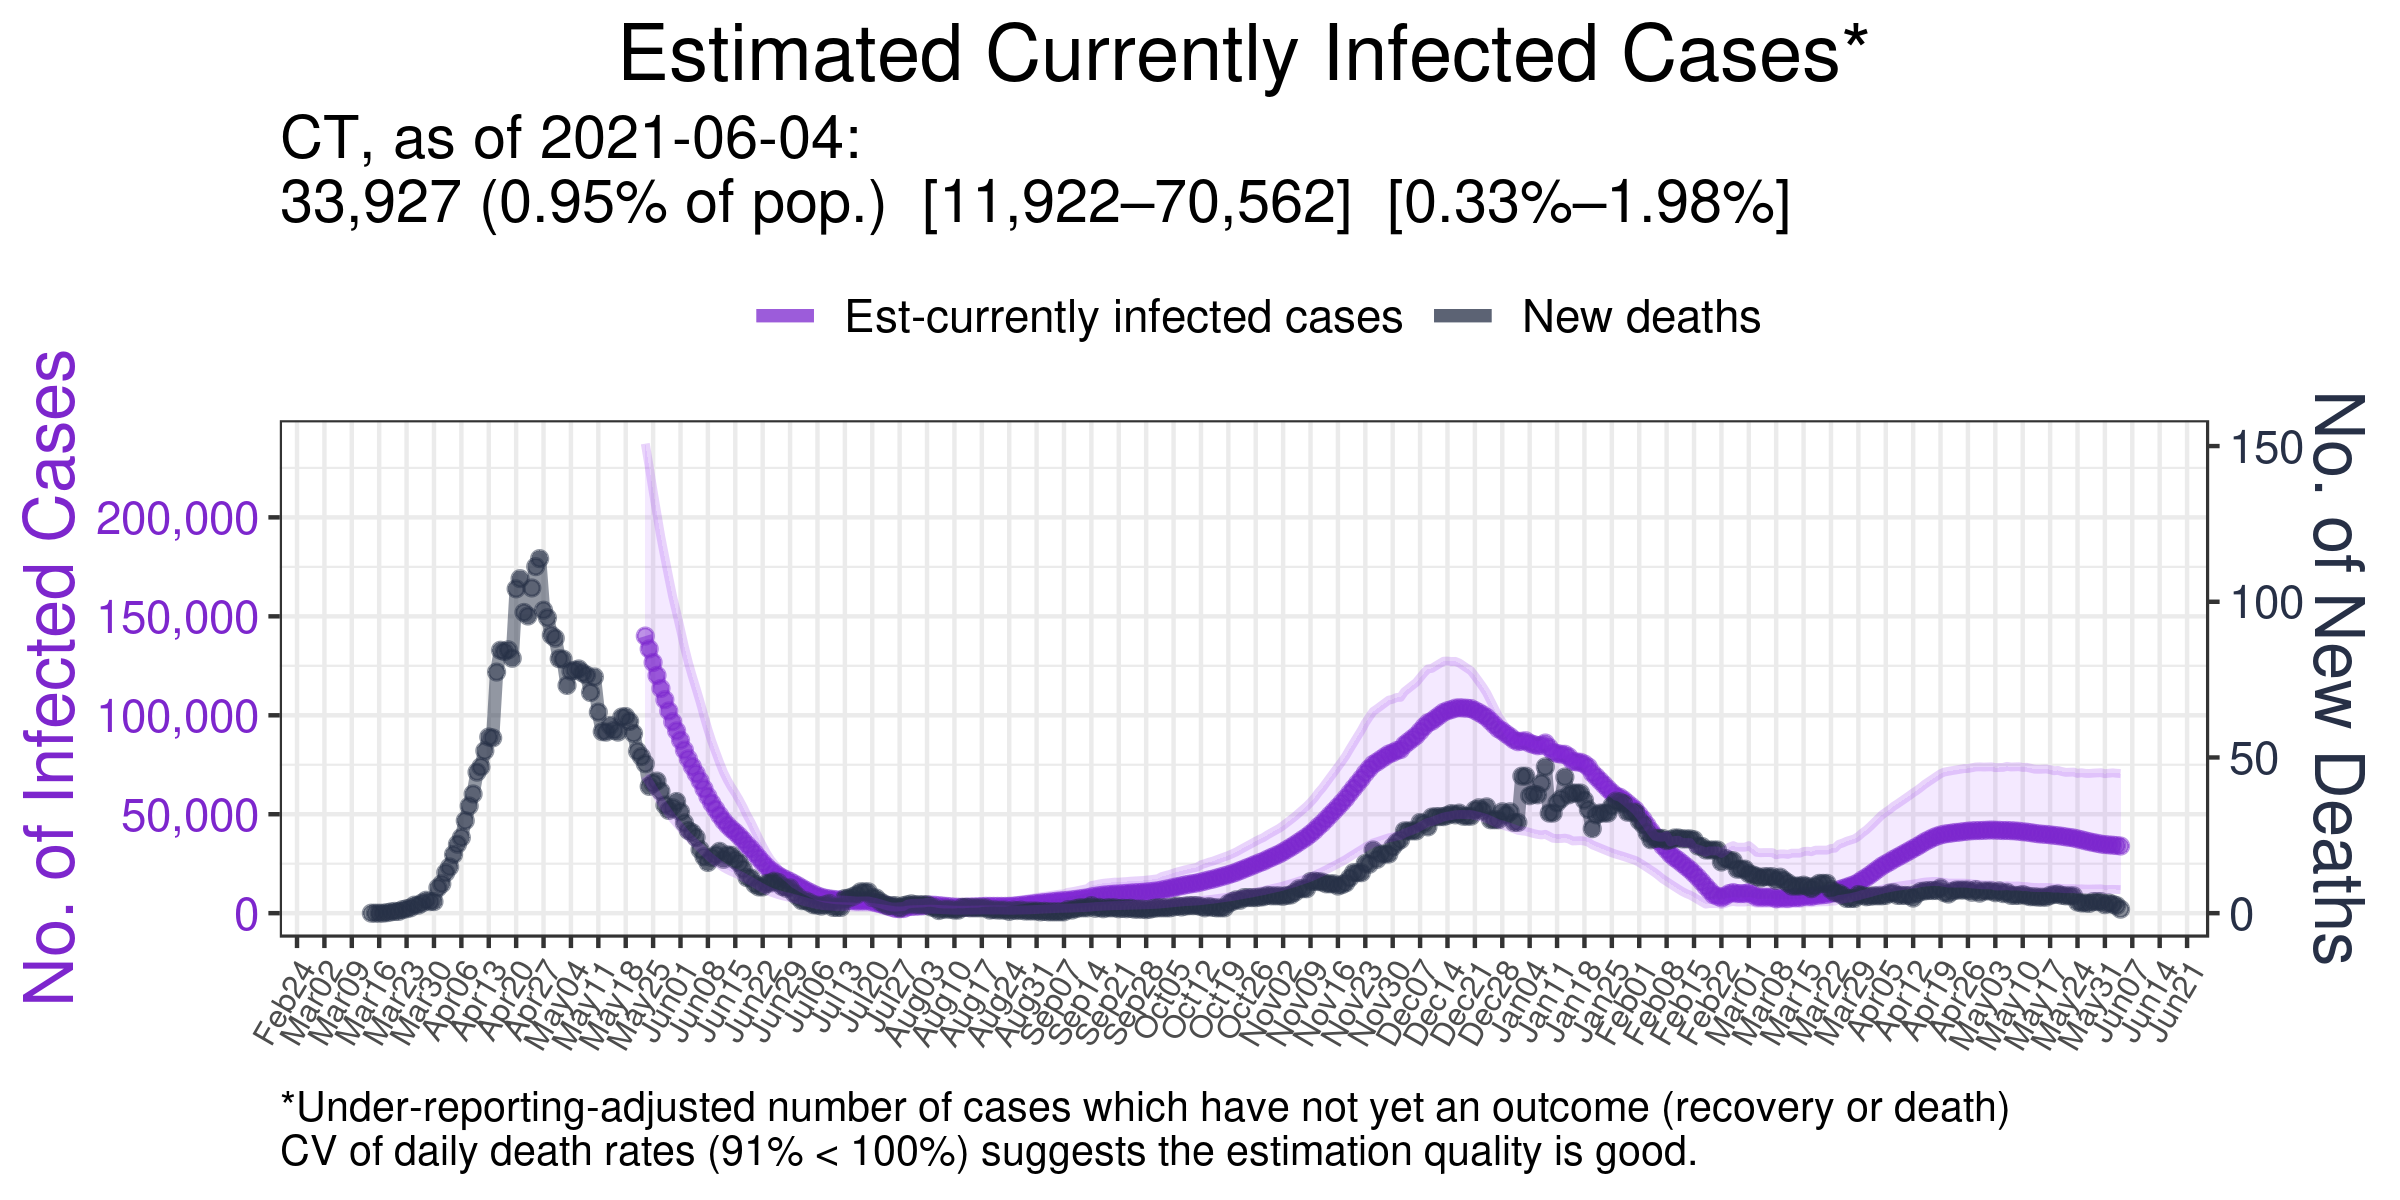 Estimated Currently Infected Cases*
CT, as of 2021-06-04:
33,927 (0.95% of pop.)  [11,922–70,562]  [0.33%–1.98%]
Est-currently infected cases
New deaths
No. of Infected Cases
200,000
150,000
100,000
50,000
0
150
100
50
0
No. of New Deaths
Feb24
Mar02
Mar09
Mar16
Mar23
Mar30
Apr06
Apr13
Apr20
Apr27
May04
May11
May18
May25
Jun01
Jun08
Jun15
Jun22
Jun29
Jul06
Jul13
Jul20
Jul27
Aug03
Aug10
Aug17
Aug24
Aug31
Sep07
Sep14
Sep21
Sep28
Oct05
Oct12
Oct19
Oct26
Nov02
Nov09
Nov16
Nov23
Nov30
Dec07
Dec14
Dec21
Dec28
Jan04
Jan11
Jan18
Jan25
Feb01
Feb08
Feb15
Feb22
Mar01
Mar08
Mar15
Mar22
Mar29
Apr05
Apr12
Apr19
Apr26
May03
May10
May17
May24
May31
Jun07
Jun14
Jun21
*Under-reporting-adjusted number of cases which have not yet an outcome (recovery or death)
CV of daily death rates (91% < 100%) suggests the estimation quality is good.